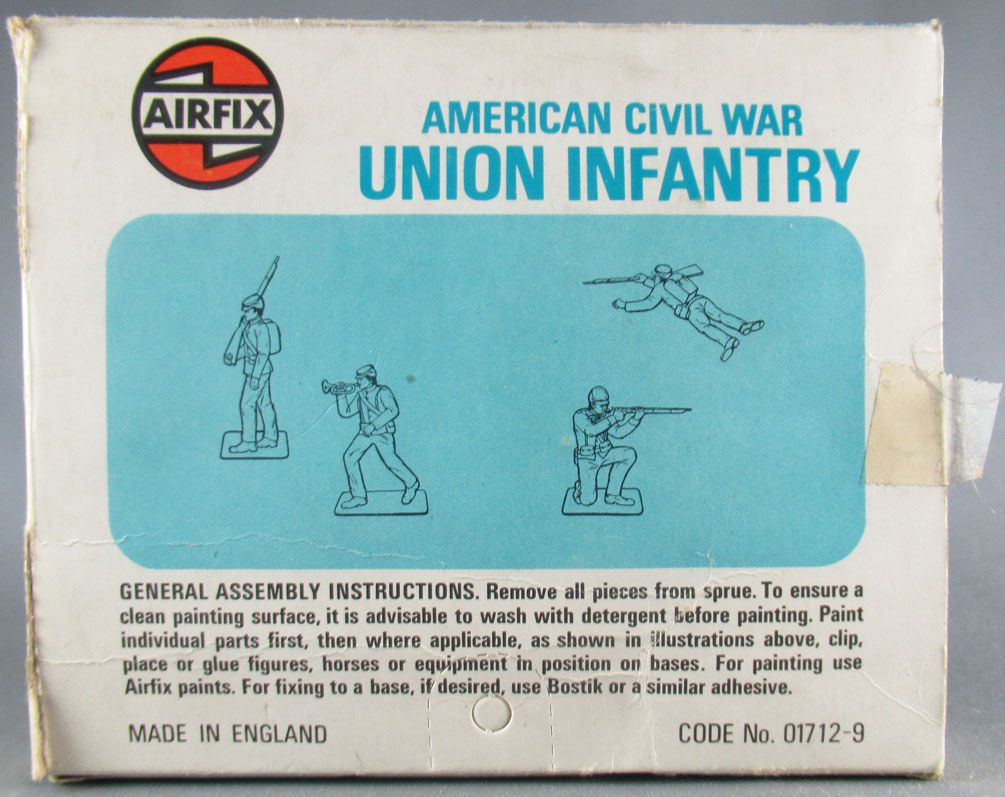 AIRFIX
AMERICAN CIVIL WAR
UNION INFANTRY
GENERAL ASSEMBLY INSTRUCTIONS. Remove all pieces from sprue. To ensure a
clean painting surface, it is advisable to wash with detergent before painting. Paint
individual parts first, then where applicable, as shown in illustrations above, clip,
place or glue figures, horses or equipment in position on bases. For painting use
Airfix paints. For fixing to a base, if desired, use Bostik or a similar adhesive.
MADE IN ENGLAND
CODE No. 01712-9